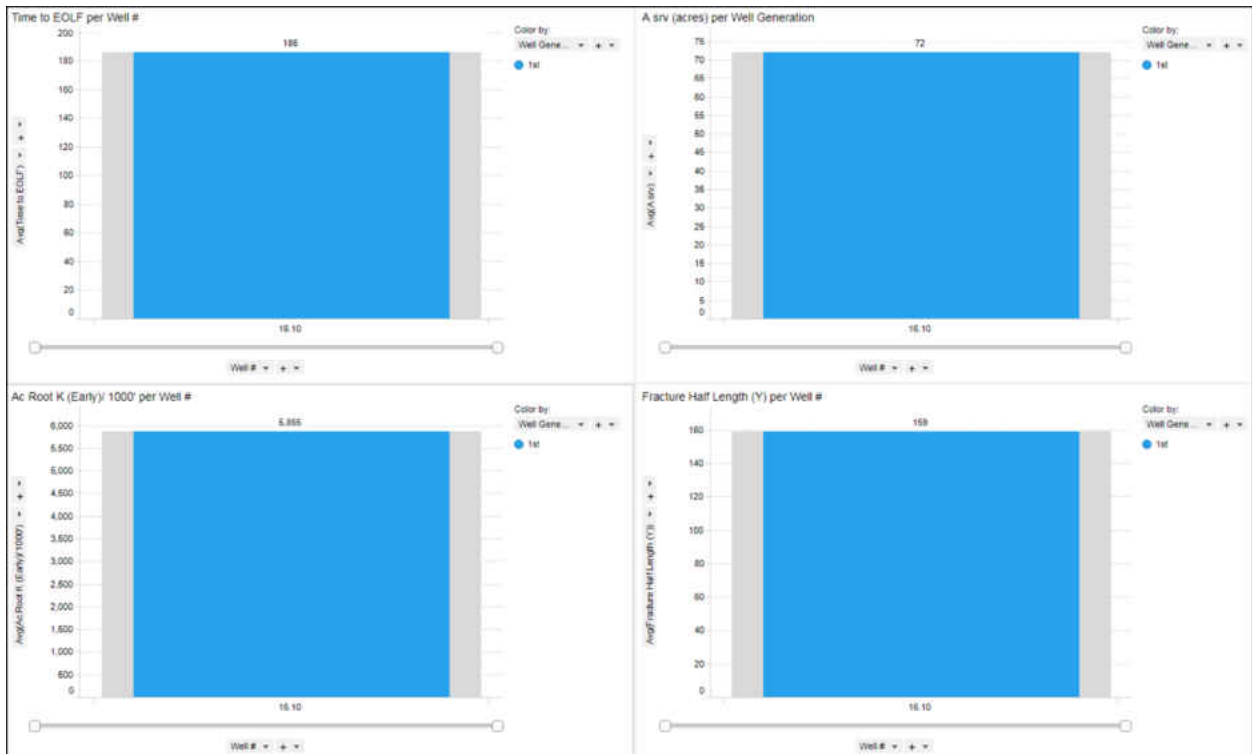 Time to EOLF per Well #
200
180
160
140
120
100
80
60
40
20
0
Avg(Time to EOLF)
186
16.10
Well #
Color by:
Well Gene...
1st
A srv (acres) per Well Generation
75
70
65
60
55
50
45
40
35
30
25
20
15
10
5
0
Avg(A srv)
72
16.10
Well #
Color by:
Well Gene...
1st
Ac Root K (Early)/ 1000' per Well #
6,000
5,500
5,000
4,500
4,000
3,500
3,000
2,500
2,000
1,500
1,000
500
0
Avg(Ac Root K (Early)/1000')
16.10
Well #
Color by:
Well Gene...
1st
Fracture Half Length (Y) per Well #
160
140
120
100
80
60
40
20
0
Avg(Fracture Half Length (Y))
159
16.10
Well #
Color by:
Well Gene...
1st